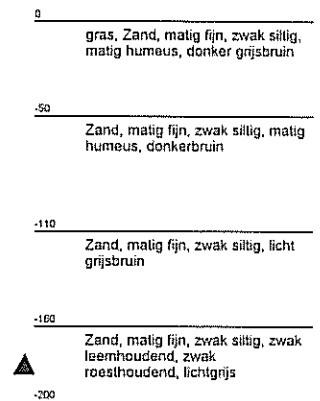 0
gras, Zand, matig fijn, zwak siltig,
matig humeus, donker grijsbruin
-50
Zand, matig fijn, zwak siltig, matig
humeus, donkerbruin
-110
Zand, matig fijn, zwak siltig, licht
grijsbruin
-160
Zand, matig fijn, zwak siltig, zwak
leemhoudend, zwak
roesthoudend, lichtgrijs
-200